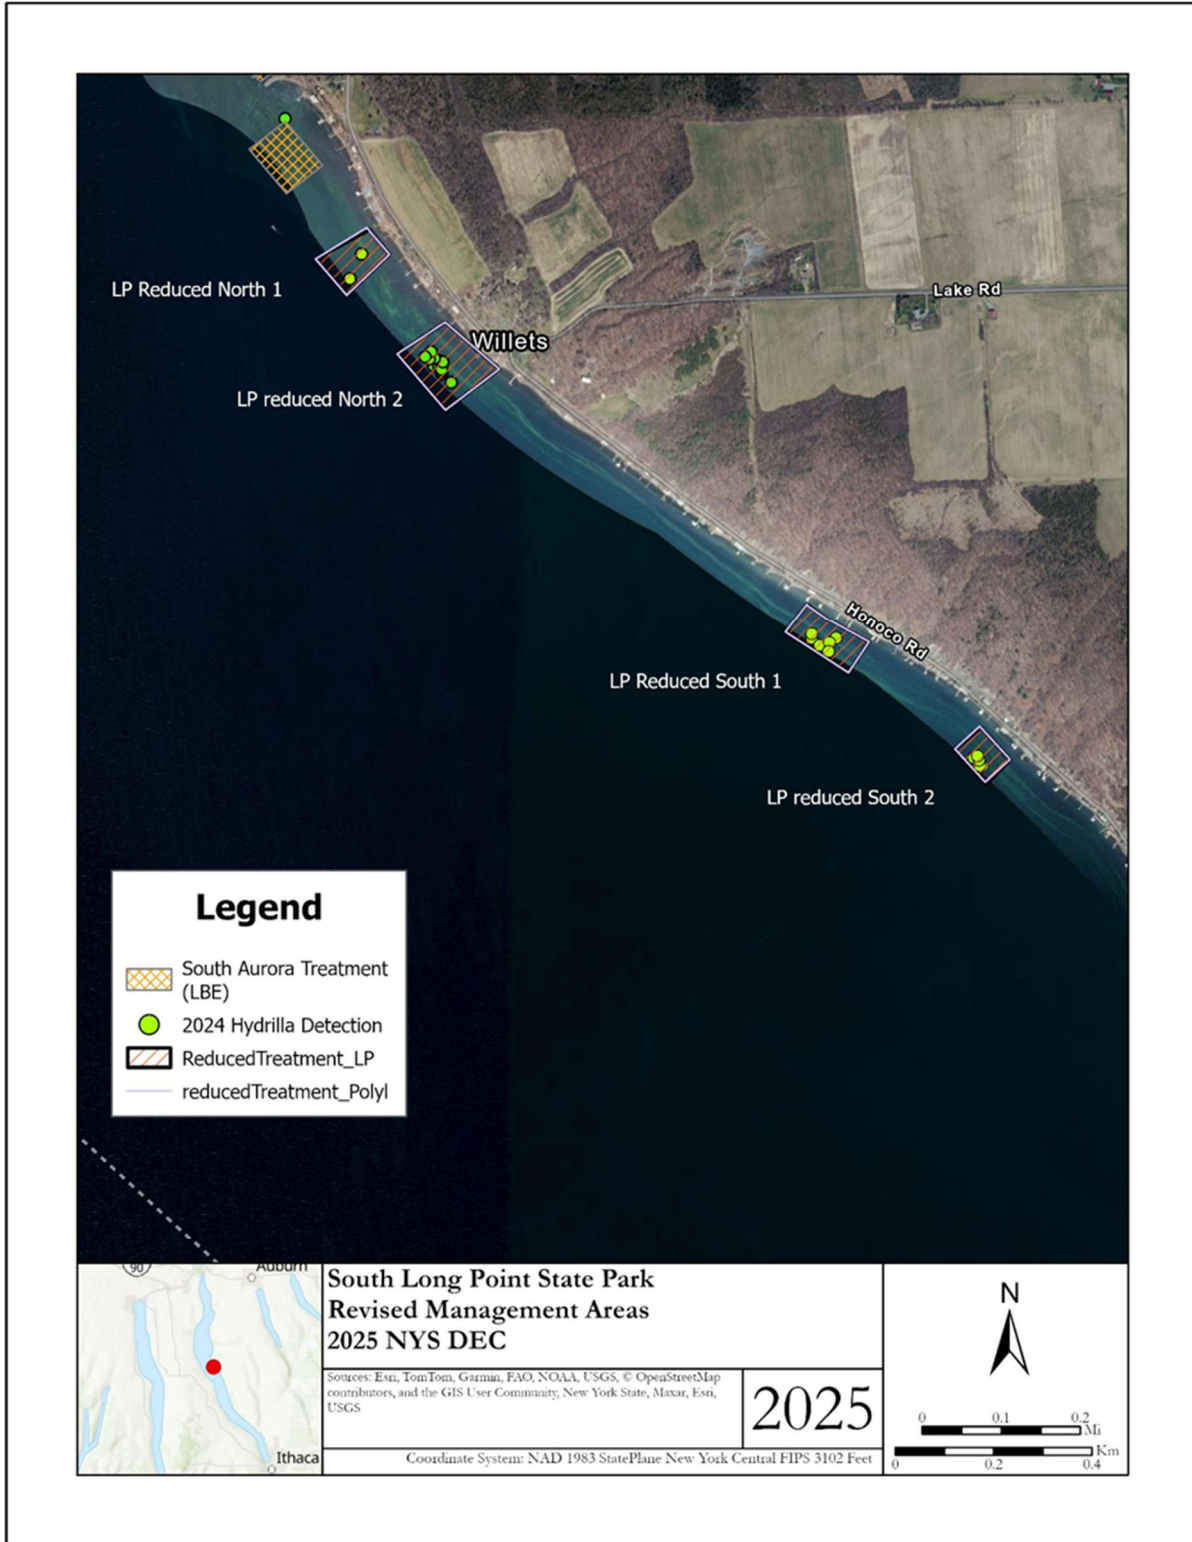 LP Reduced North 1
Lake Rd
Willets
LP reduced North 2
Honoco Rd
LP Reduced South 1
LP reduced South 2
Legend
South Aurora Treatment
(LBE)
2024 Hydrilla Detection
ReducedTreatment_LP
reducedTreatment_Polyl
90
Auburn
Ithaca
South Long Point State Park
Revised Management Areas
2025 NYS DEC
Sources: Esri, TomTom, Garmin, FAO, NOAA, USGS, © OpenStreetMap
contributors, and the GIS User Community, New York State, Maxar, Esri,
USGS
2025
Coordinate System: NAD 1983 StatePlane New York Central FIPS 3102 Feet
N
0 0.1 0.2
Mi
Km
0 0.2 0.4